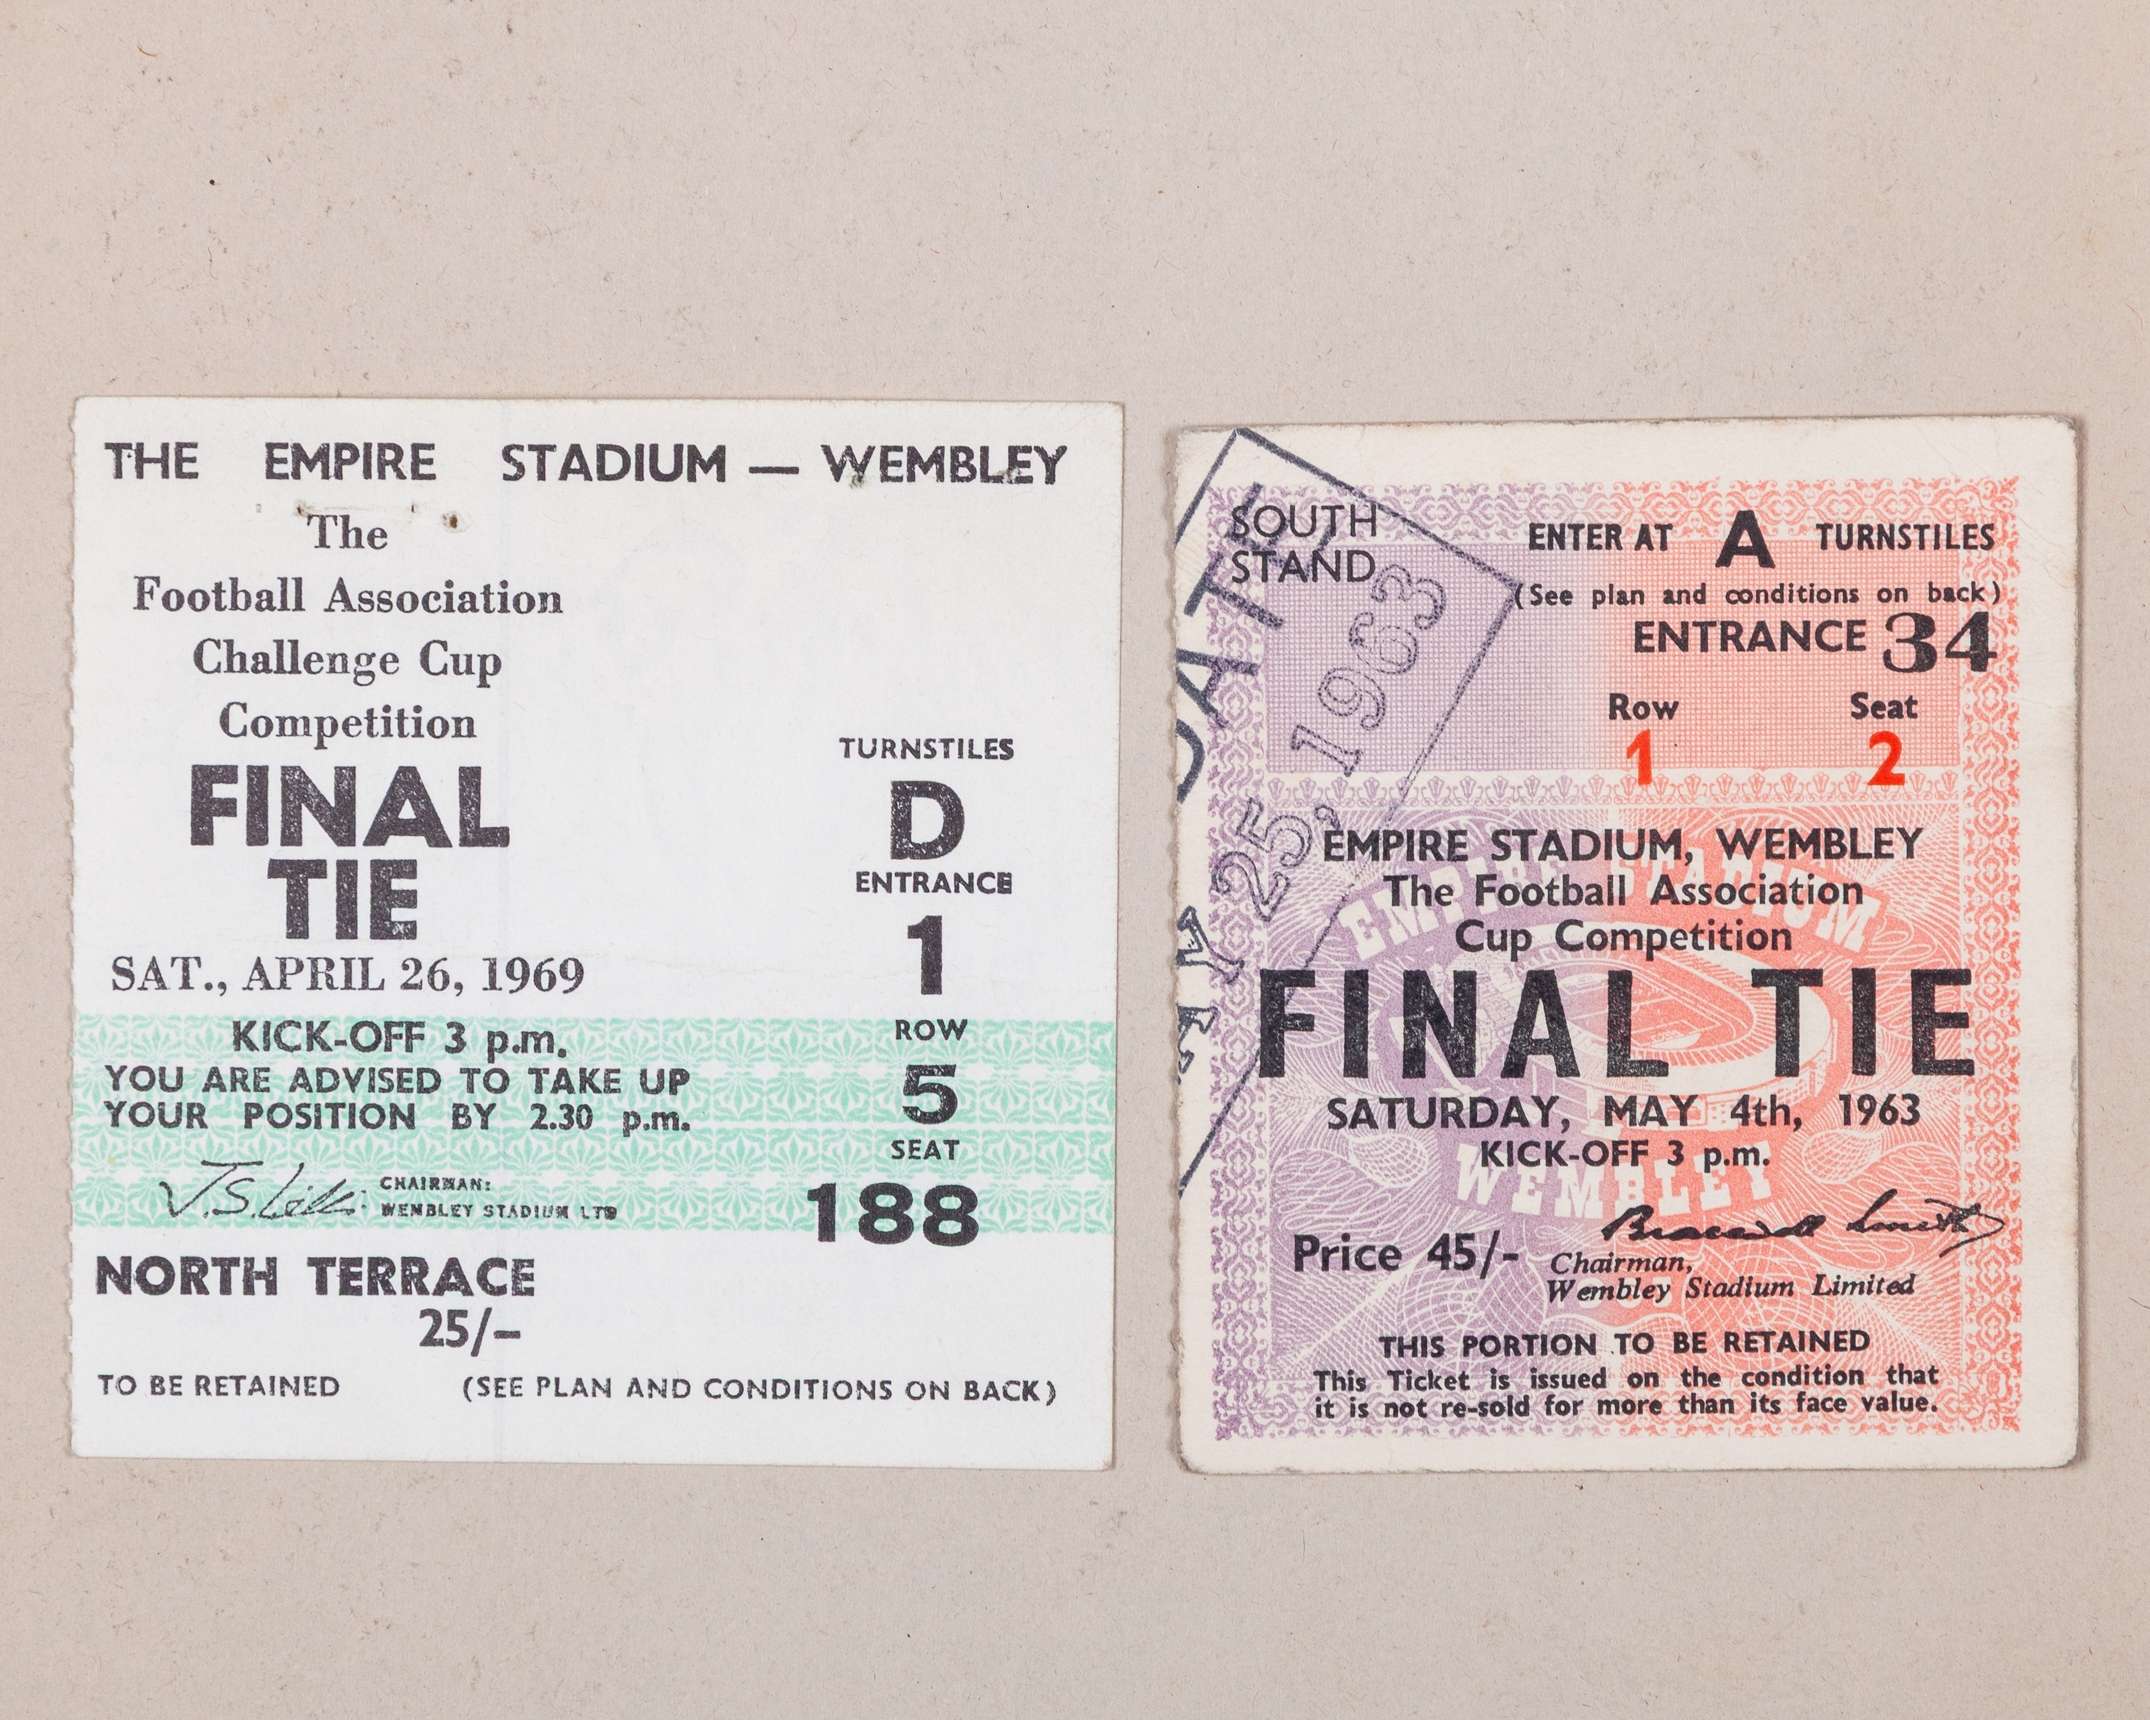 THE EMPIRE STADIUM — WEMBLEY
The
Football Association
Challenge Cup
Competition
FINAL
TIE
SAT., APRIL 26, 1969
KICK-OFF 3 p.m.
YOU ARE ADVISED TO TAKE UP
YOUR POSITION BY 2.30 p.m.
CHAIRMAN:
WEMBLEY STADIUM LTD
NORTH TERRACE
25/-
TO BE RETAINED (SEE PLAN AND CONDITIONS ON BACK)
TURNSTILES
D
ENTRANCE
1
ROW
5
SEAT
188
SOUTH
STAND
ENTER AT A TURNSTILES
(See plan and conditions on back)
ENTRANCE 34
Row Seat
1 2
EMPIRE STADIUM, WEMBLEY
The Football Association
Cup Competition
FINAL TIE
SATURDAY, MAY 4th, 1963
KICK-OFF 3 p.m.
Price 45/-
Chairman,
Wembley Stadium Limited
THIS PORTION TO BE RETAINED
This Ticket is issued on the condition that
it is not re-sold for more than its face value.
EMPIRE STADIUM
WEMBLEY
DATE
25, 1963